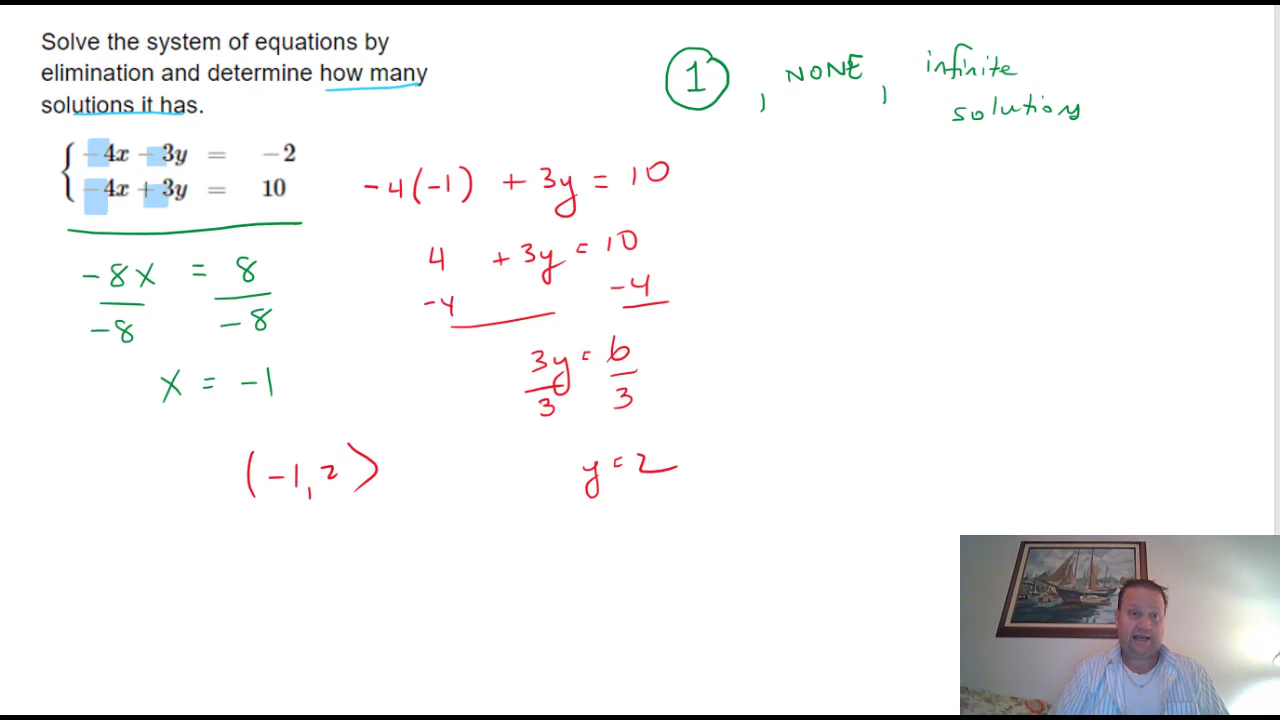 Solve the system of equations by
elimination and determine how many
solutions it has.
-4x - 3y = -2
-4x + 3y = 10
-8x = 8
-8 -8
x = -1
(-1, 2)
1, NONE, infinite
solutions
-4(-1) + 3y = 10
4 + 3y = 10
-4 -4
3y = 6
3 3
y = 2